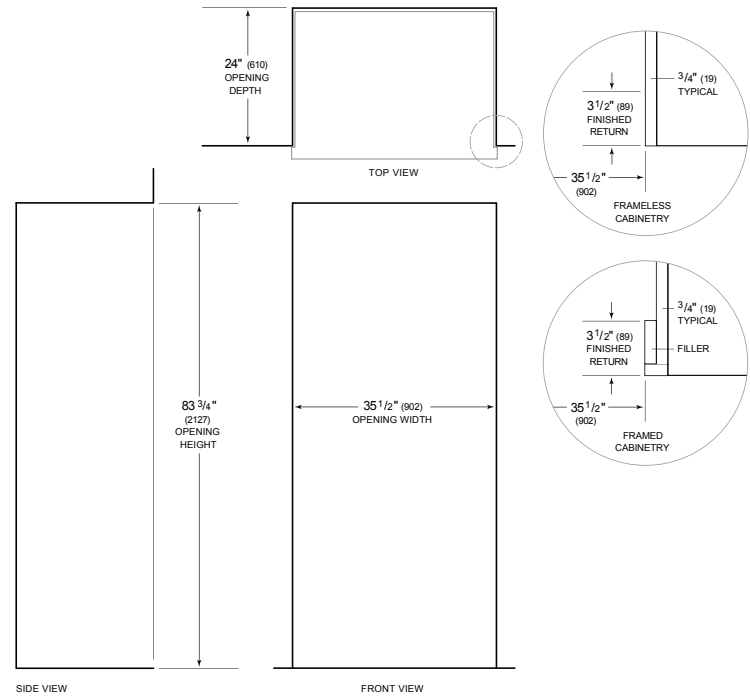 24" (610)
OPENING
DEPTH
TOP VIEW
3/4" (19)
TYPICAL
3 1/2" (89)
FINISHED
RETURN
35 1/2"
(902)
FRAMELESS
CABINETRY
3/4" (19)
TYPICAL
3 1/2" (89)
FINISHED
RETURN
FILLER
35 1/2"
(902)
FRAMED
CABINETRY
83 3/4"
(2127)
OPENING
HEIGHT
35 1/2" (902)
OPENING WIDTH
SIDE VIEW
FRONT VIEW